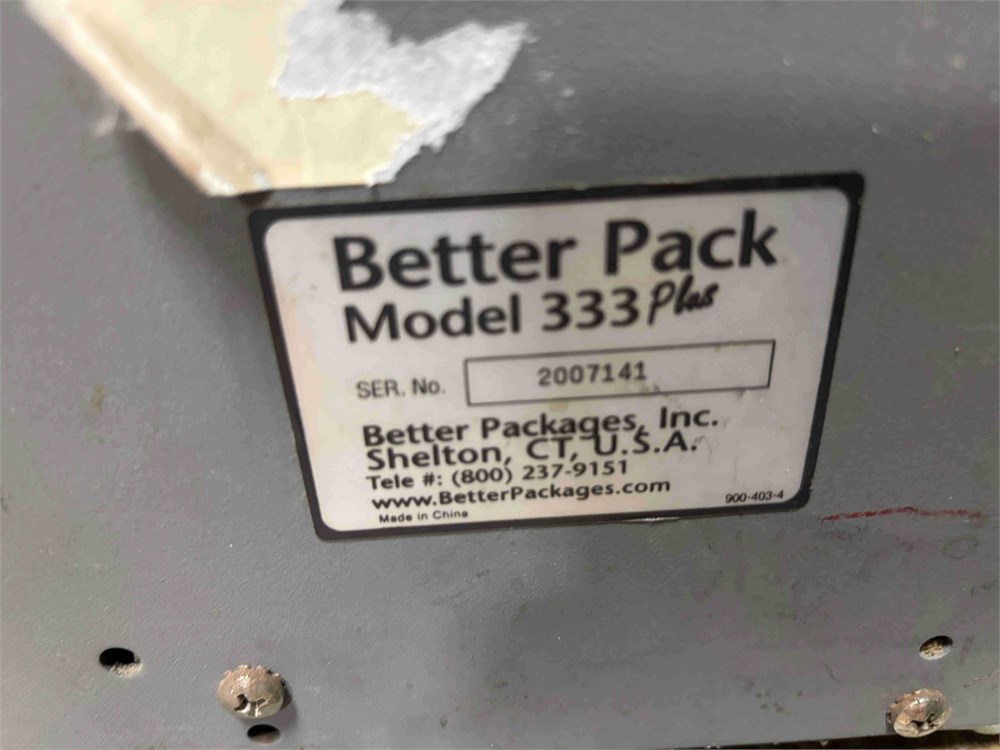 Better Pack
Model 333 Plus
SER. No. 2007141
Better Packages, Inc.
Shelton, CT, U.S.A.
Tele #: (800) 237-9151
www.BetterPackages.com
900-403-4
Made in China